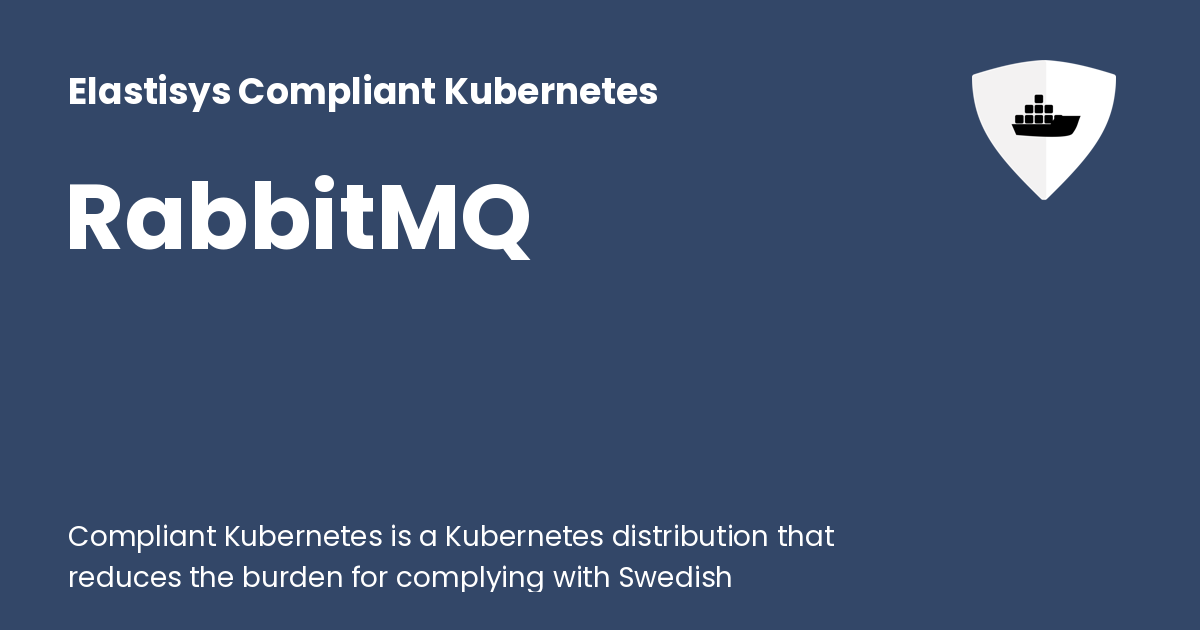 Elastisys Compliant Kubernetes
RabbitMQ
Compliant Kubernetes is a Kubernetes distribution that
reduces the burden for complying with Swedish